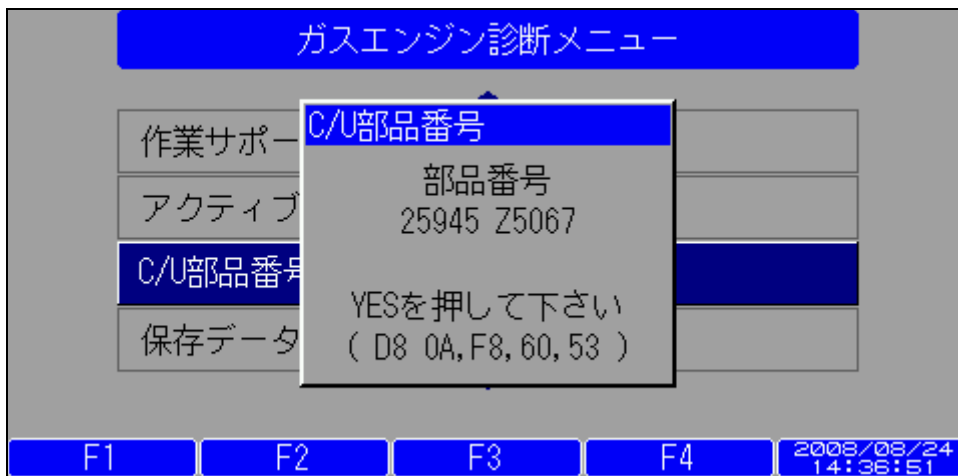 ガスエンジン診断メニュー
作業サポー
アクティブ
C/U部品番号
保存データ
C/U部品番号
部品番号
25945 Z5067
YESを押して下さい
( D8 0A,F8,60,53 )
F1
F2
F3
F4
2008/08/24
14:36:51